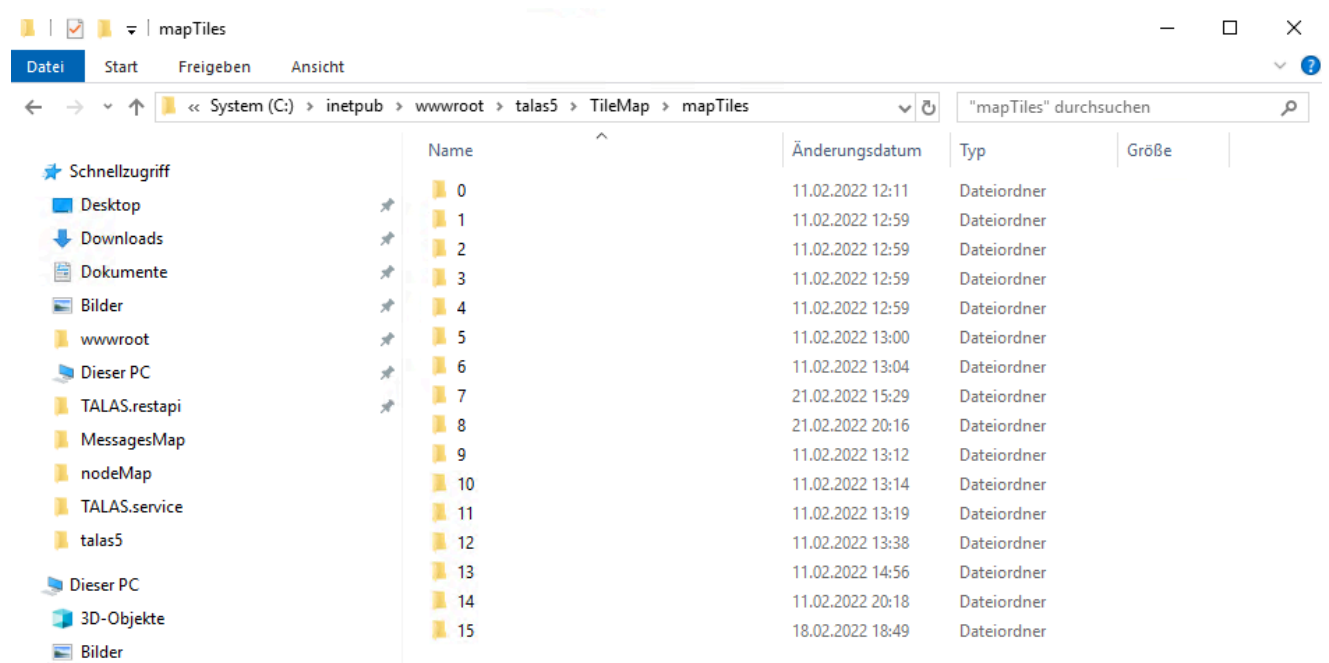 mapTiles
Datei Start Freigeben Ansicht
« System (C:) > inetpub > wwwroot > talas5 > TileMap > mapTiles
"mapTiles" durchsuchen
Schnellzugriff
Desktop
Downloads
Dokumente
Bilder
wwwroot
Dieser PC
TALAS.restapi
MessagesMap
nodeMap
TALAS.service
talas5
Dieser PC
3D-Objekte
Bilder
Name Änderungsdatum Typ Größe
0 11.02.2022 12:11 Dateiordner
1 11.02.2022 12:59 Dateiordner
2 11.02.2022 12:59 Dateiordner
3 11.02.2022 12:59 Dateiordner
4 11.02.2022 12:59 Dateiordner
5 11.02.2022 13:00 Dateiordner
6 11.02.2022 13:04 Dateiordner
7 21.02.2022 15:29 Dateiordner
8 21.02.2022 20:16 Dateiordner
9 11.02.2022 13:12 Dateiordner
10 11.02.2022 13:14 Dateiordner
11 11.02.2022 13:19 Dateiordner
12 11.02.2022 13:38 Dateiordner
13 11.02.2022 14:56 Dateiordner
14 11.02.2022 20:18 Dateiordner
15 18.02.2022 18:49 Dateiordner